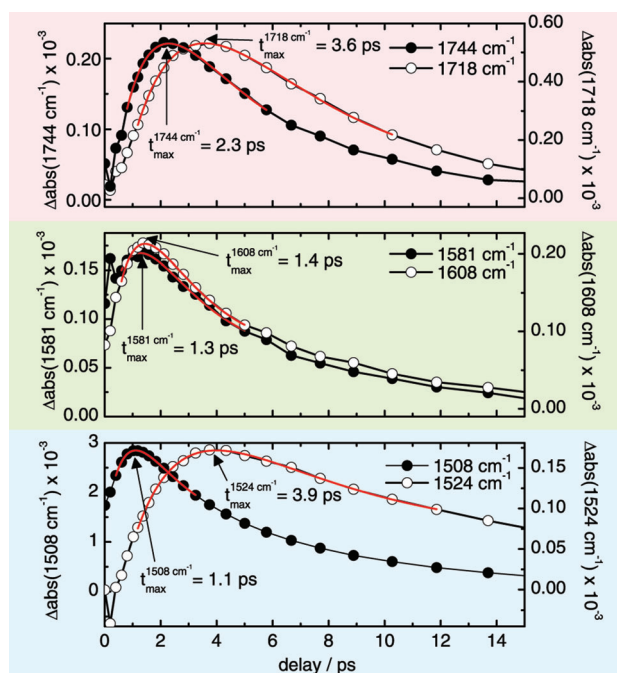 t_max^1718 cm⁻¹ = 3.6 ps
1744 cm⁻¹
1718 cm⁻¹
t_max^1744 cm⁻¹ = 2.3 ps
0.20
0.10
0.00
Δabs(1744 cm⁻¹) x 10⁻³
0.60
0.40
0.20
0.00
Δabs(1718 cm⁻¹) x 10⁻³
t_max^1608 cm⁻¹ = 1.4 ps
1581 cm⁻¹
1608 cm⁻¹
t_max^1581 cm⁻¹ = 1.3 ps
0.15
0.10
0.05
0.00
Δabs(1581 cm⁻¹) x 10⁻³
0.20
0.10
0.00
Δabs(1608 cm⁻¹) x 10⁻³
1508 cm⁻¹
1524 cm⁻¹
t_max^1524 cm⁻¹ = 3.9 ps
t_max^1508 cm⁻¹ = 1.1 ps
3
2
1
0
Δabs(1508 cm⁻¹) x 10⁻³
0.15
0.10
0.05
0.00
Δabs(1524 cm⁻¹) x 10⁻³
0 2 4 6 8 10 12 14
delay / ps